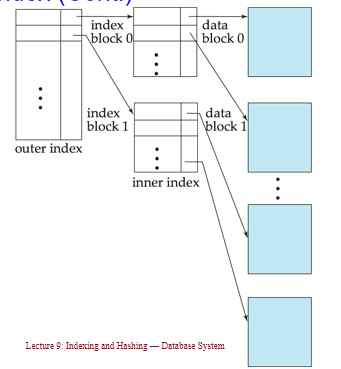 index
block 0
data
block 0
index
block 1
data
block 1
outer index
inner index
Lecture 9: Indexing and Hashing — Database System